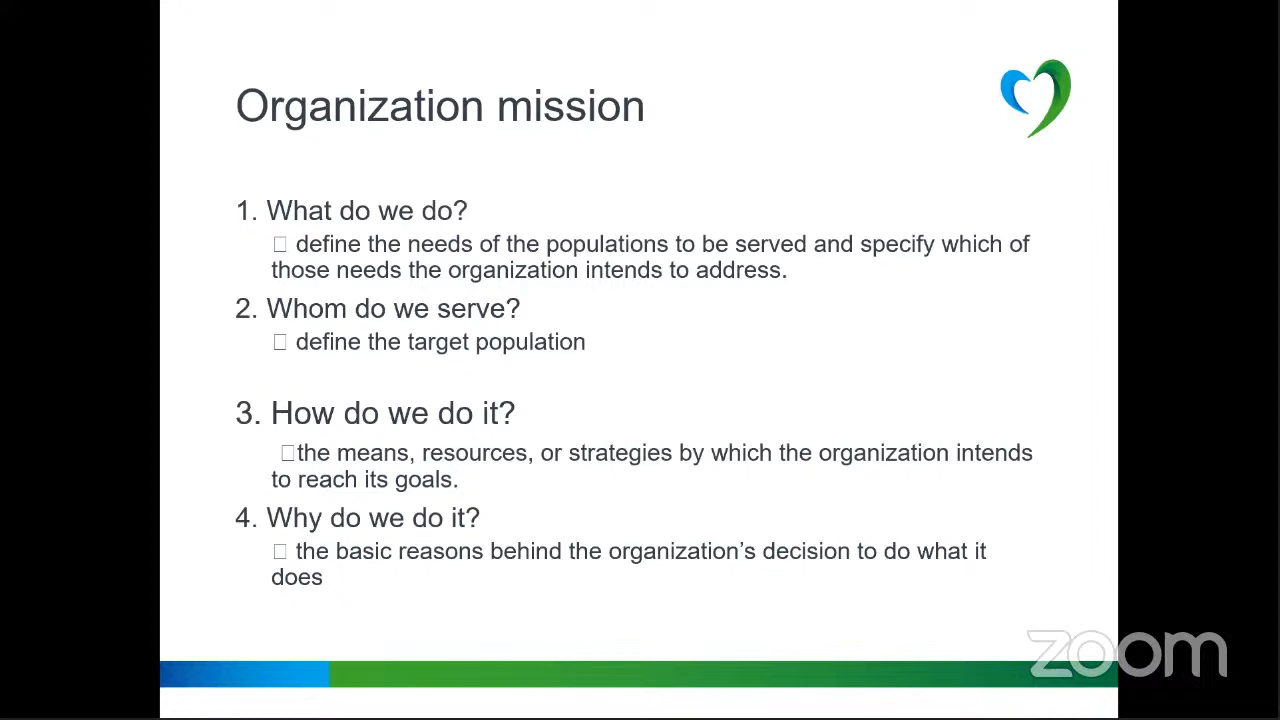 Organization mission
1. What do we do?
□ define the needs of the populations to be served and specify which of
those needs the organization intends to address.
2. Whom do we serve?
□ define the target population
3. How do we do it?
□the means, resources, or strategies by which the organization intends
to reach its goals.
4. Why do we do it?
□ the basic reasons behind the organization’s decision to do what it
does
zoom